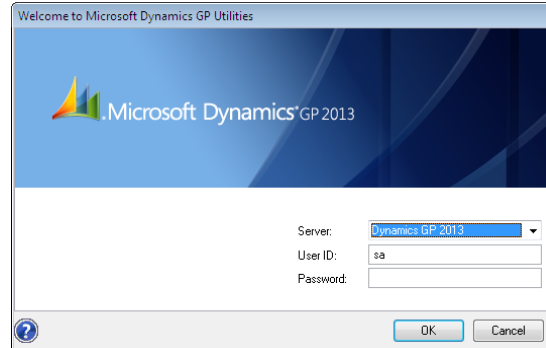 Welcome to Microsoft Dynamics GP Utilities
Microsoft Dynamics® GP 2013
Server: Dynamics GP 2013
User ID: sa
Password:
? OK Cancel